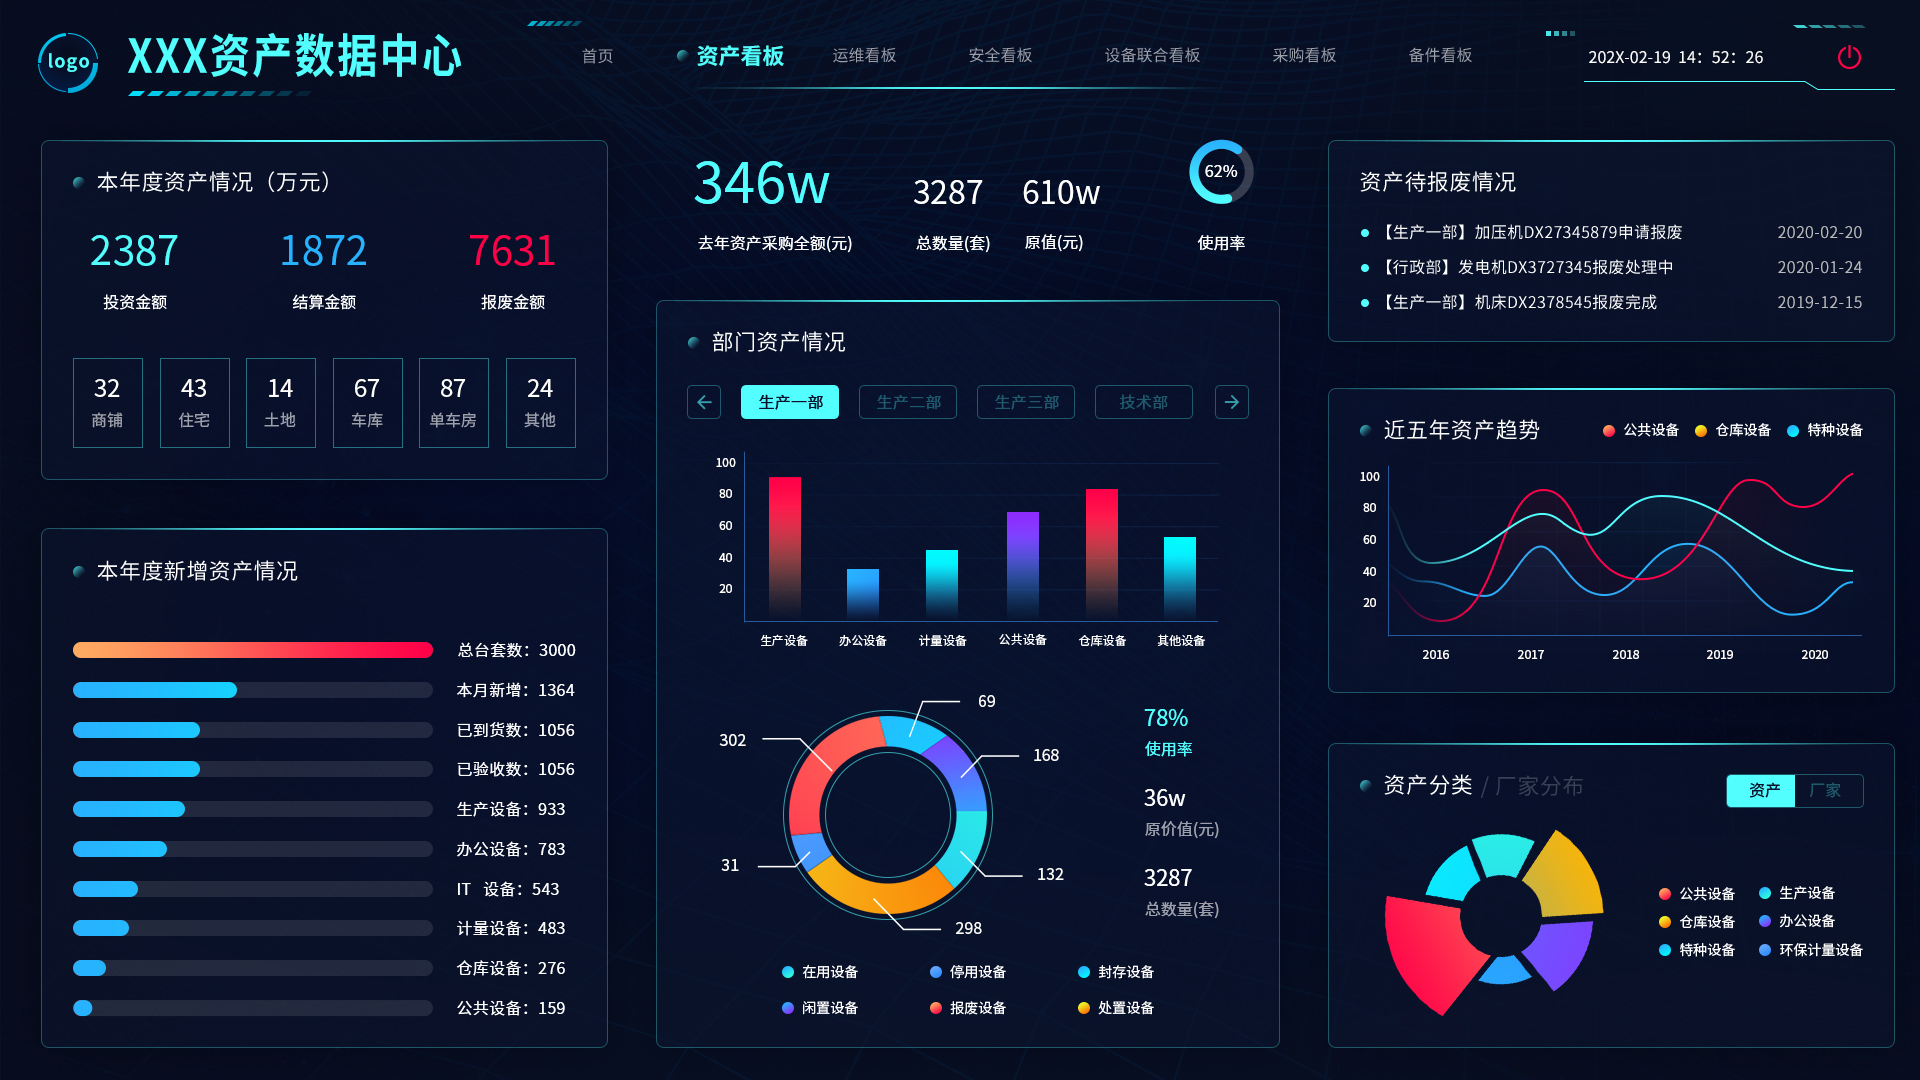 logo
XXX资产数据中心
首页
资产看板
运维看板
安全看板
设备联合看板
采购看板
备件看板
202X-02-19 14：52：26
本年度资产情况（万元）
2387
1872
7631
投资金额
结算金额
报废金额
32
43
14
67
87
24
商铺
住宅
土地
车库
单车房
其他
本年度新增资产情况
总台套数：3000
本月新增：1364
已到货数：1056
已验收数：1056
生产设备：933
办公设备：783
IT 设备：543
计量设备：483
仓库设备：276
公共设备：159
346w
3287
610w
62%
去年资产采购全额(元)
总数量(套)
原值(元)
使用率
部门资产情况
生产一部
生产二部
生产三部
技术部
100
80
60
40
20
生产设备
办公设备
计量设备
公共设备
仓库设备
其他设备
69
302
168
31
132
298
78%
使用率
36w
原价值(元)
3287
总数量(套)
在用设备
停用设备
封存设备
闲置设备
报废设备
处置设备
资产待报废情况
【生产一部】加压机DX27345879申请报废
2020-02-20
【行政部】发电机DX3727345报废处理中
2020-01-24
【生产一部】机床DX2378545报废完成
2019-12-15
近五年资产趋势
公共设备
仓库设备
特种设备
100
80
60
40
20
2016
2017
2018
2019
2020
资产分类 / 厂家分布
资产
厂家
公共设备
生产设备
仓库设备
办公设备
特种设备
环保计量设备